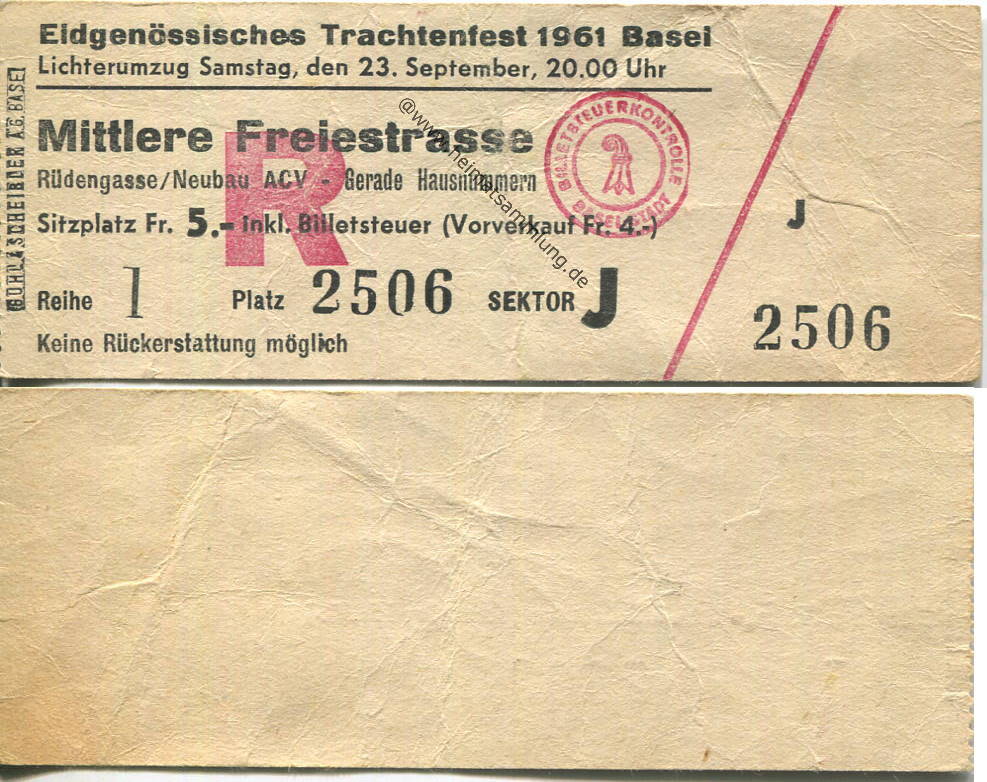 Eidgenössisches Trachtenfest 1961 Basel
Lichterumzug Samstag, den 23. September, 20.00 Uhr
Mittlere Freiestrasse
R
Rüdengasse/Neubau ACV - Gerade Hausnummern
Sitzplatz Fr. 5.- inkl. Billetsteuer (Vorverkauf Fr. 4.-)
Reihe 1 Platz 2506 SEKTOR J
Keine Rückerstattung möglich
BILLETSTEUERKONTROLLE
BASEL-STADT
J
2506
SCHEIDLER AG. BASEL
@www.heimatsammlung.de